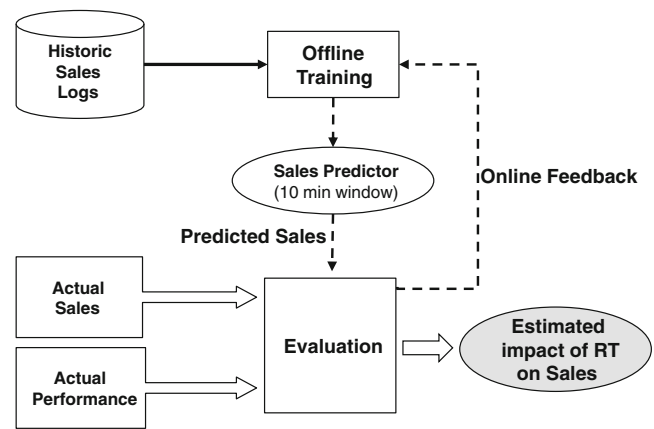 Historic
Sales
Logs
Offline
Training
Sales Predictor
(10 min window)
Online Feedback
Predicted Sales
Actual
Sales
Evaluation
Estimated
impact of RT
on Sales
Actual
Performance